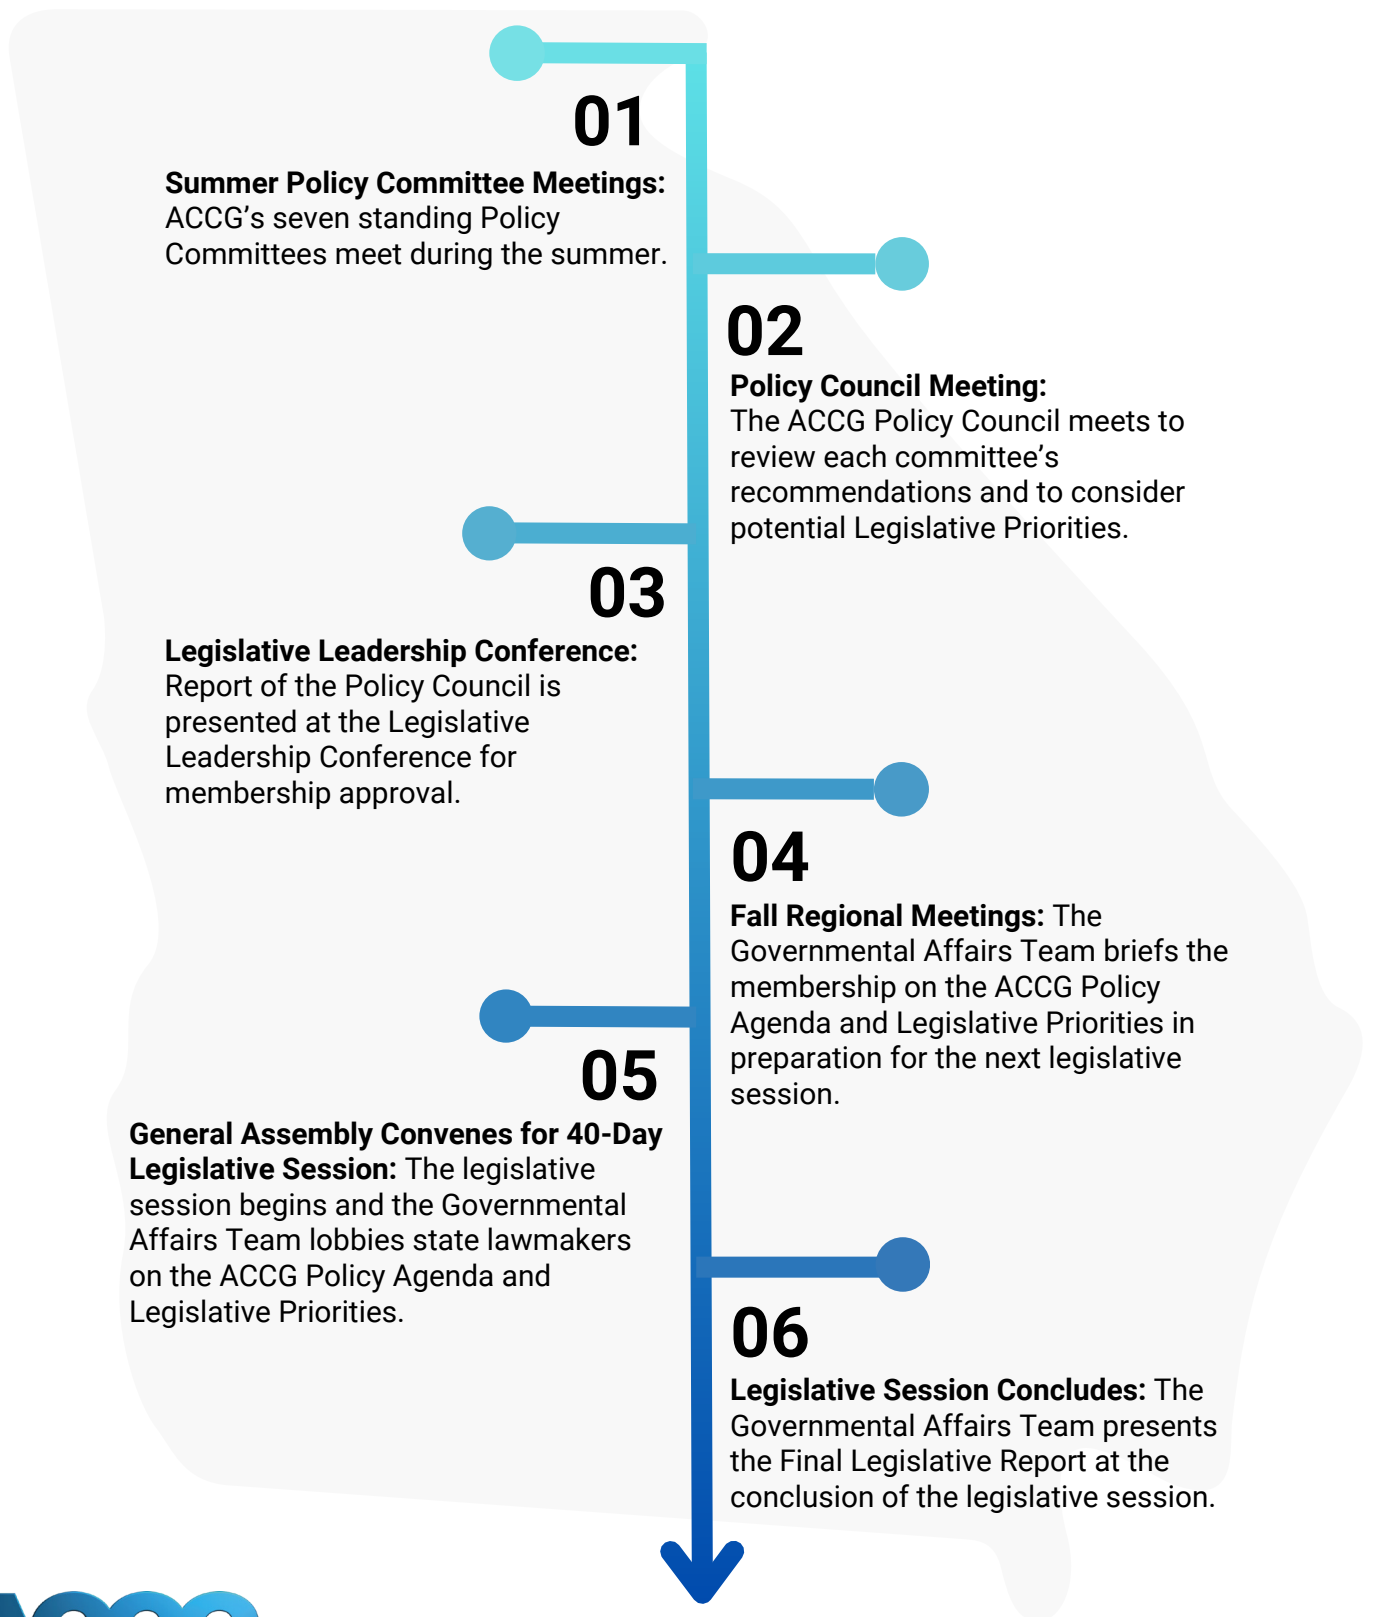 01
Summer Policy Committee Meetings:
ACCG’s seven standing Policy
Committees meet during the summer.
02
Policy Council Meeting:
The ACCG Policy Council meets to
review each committee’s
recommendations and to consider
potential Legislative Priorities.
03
Legislative Leadership Conference:
Report of the Policy Council is
presented at the Legislative
Leadership Conference for
membership approval.
04
Fall Regional Meetings: The
Governmental Affairs Team briefs the
membership on the ACCG Policy
Agenda and Legislative Priorities in
preparation for the next legislative
session.
05
General Assembly Convenes for 40-Day
Legislative Session: The legislative
session begins and the Governmental
Affairs Team lobbies state lawmakers
on the ACCG Policy Agenda and
Legislative Priorities.
06
Legislative Session Concludes: The
Governmental Affairs Team presents
the Final Legislative Report at the
conclusion of the legislative session.